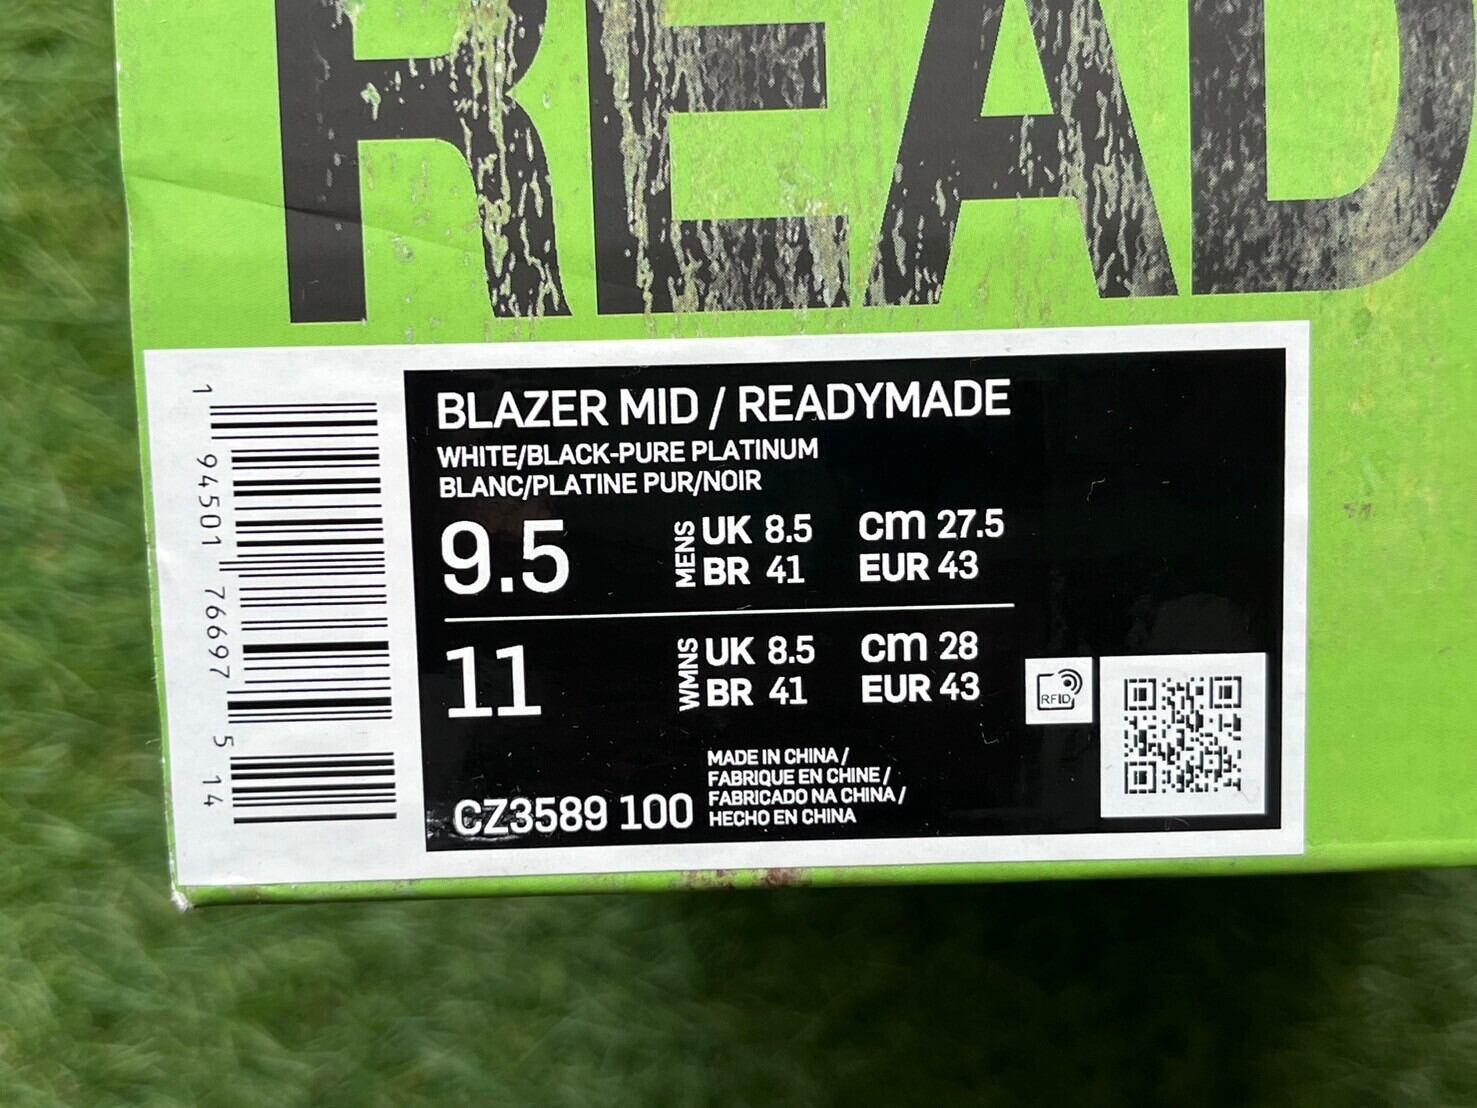 READ
BLAZER MID / READYMADE
WHITE/BLACK-PURE PLATINUM
BLANC/PLATINE PUR/NOIR
9.5 MENS UK 8.5 cm 27.5
BR 41 EUR 43
11 WMNS UK 8.5 cm 28
BR 41 EUR 43
RFID
MADE IN CHINA /
FABRIQUE EN CHINE /
FABRICADO NA CHINA /
HECHO EN CHINA
CZ3589 100
1 94501 76697 5 14